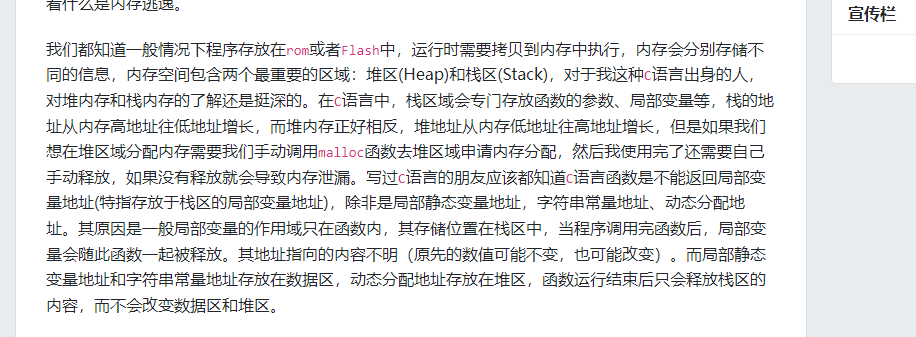 看什么是内存逃逸。
我们都知道一般情况下程序存放在rom或者Flash中，运行时需要拷贝到内存中执行，内存会分别存储不
同的信息，内存空间包含两个最重要的区域：堆区(Heap)和栈区(Stack)，对于我这种C语言出身的人，
对堆内存和栈内存的了解还是挺深的。在C语言中，栈区域会专门存放函数的参数、局部变量等，栈的地
址从内存高地址往低地址增长，而堆内存正好相反，堆地址从内存低地址往高地址增长，但是如果我们
想在堆区域分配内存需要我们手动调用malloc函数去堆区域申请内存分配，然后我使用完了还需要自己
手动释放，如果没有释放就会导致内存泄漏。写过C语言的朋友应该都知道C语言函数是不能返回局部变
量地址(特指存放于栈区的局部变量地址)，除非是局部静态变量地址，字符串常量地址、动态分配地
址。其原因是一般局部变量的作用域只在函数内，其存储位置在栈区中，当程序调用完函数后，局部变
量会随此函数一起被释放。其地址指向的内容不明（原先的数值可能不变，也可能改变）。而局部静态
变量地址和字符串常量地址存放在数据区，动态分配地址存放在堆区，函数运行结束后只会释放栈区的
内容，而不会改变数据区和堆区。
宣传栏